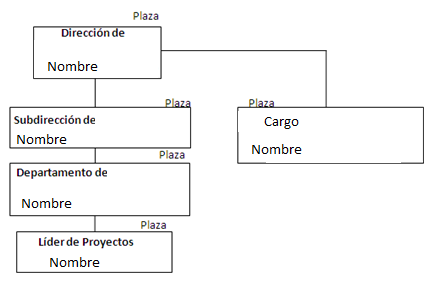 Plaza
Dirección de
Nombre
Plaza
Subdirección de
Nombre
Plaza
Cargo
Nombre
Plaza
Departamento de
Nombre
Plaza
Líder de Proyectos
Nombre